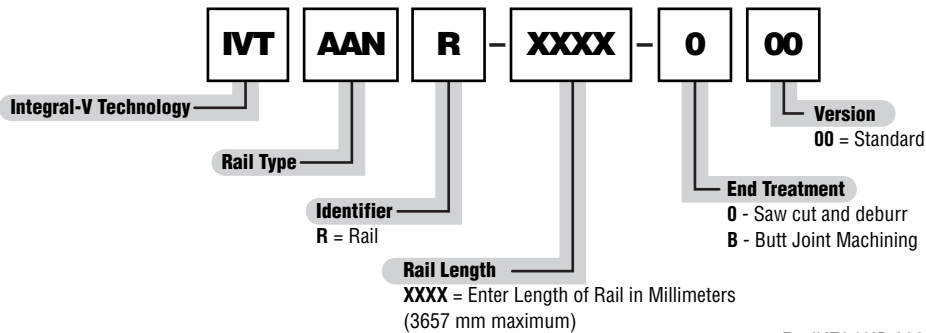 IVT AAN R - XXXX - 0 00
Integral-V Technology
Version
00 = Standard
Rail Type
End Treatment
0 - Saw cut and deburr
B - Butt Joint Machining
Identifier
R = Rail
Rail Length
XXXX = Enter Length of Rail in Millimeters
(3657 mm maximum)